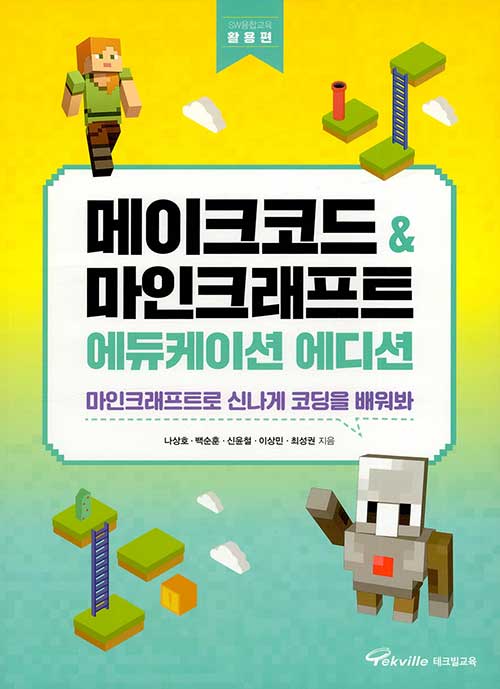 SW융합교육
활용편
메이크코드 &
마인크래프트
에듀케이션 에디션
마인크래프트로 신나게 코딩을 배워봐
나상호 · 백순훈 · 신윤철 · 이상민 · 최성권 지음
Tekville 테크빌교육